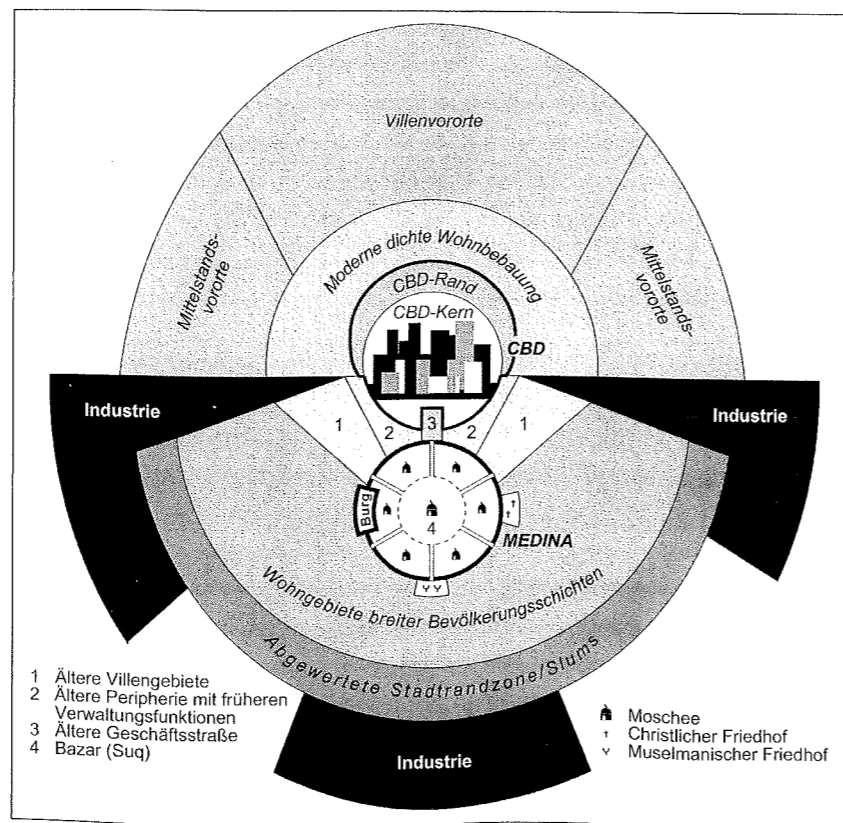 Villenvororte
Mittelstands-
vororte
Moderne dichte Wohnbebauung
Mittelstands-
vororte
CBD-Rand
CBD-Kern
CBD
Industrie
Industrie
1
2
3
2
1
Burg
4
MEDINA
Wohngebiete breiter Bevölkerungsschichten
Abgewertete Stadtrandzone/Slums
Industrie
1 Ältere Villengebiete
2 Ältere Peripherie mit früheren
Verwaltungsfunktionen
3 Ältere Geschäftsstraße
4 Bazar (Suq)
Moschee
Christlicher Friedhof
Muselmanischer Friedhof